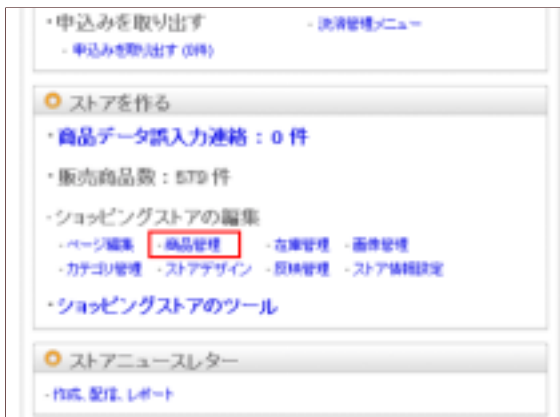 ・申込みを取り出す ・決済管理メニュー
・申込みを取り出す (0件)
ストアを作る
・商品データ誤入力連絡：0 件
・販売商品数：579 件
・ショッピングストアの編集
・ページ編集 ・商品管理 ・在庫管理 ・画像管理
・カテゴリ管理 ・ストアデザイン ・反映管理 ・ストア情報設定
・ショッピングストアのツール
ストアニュースレター
・作成、配信、レポート